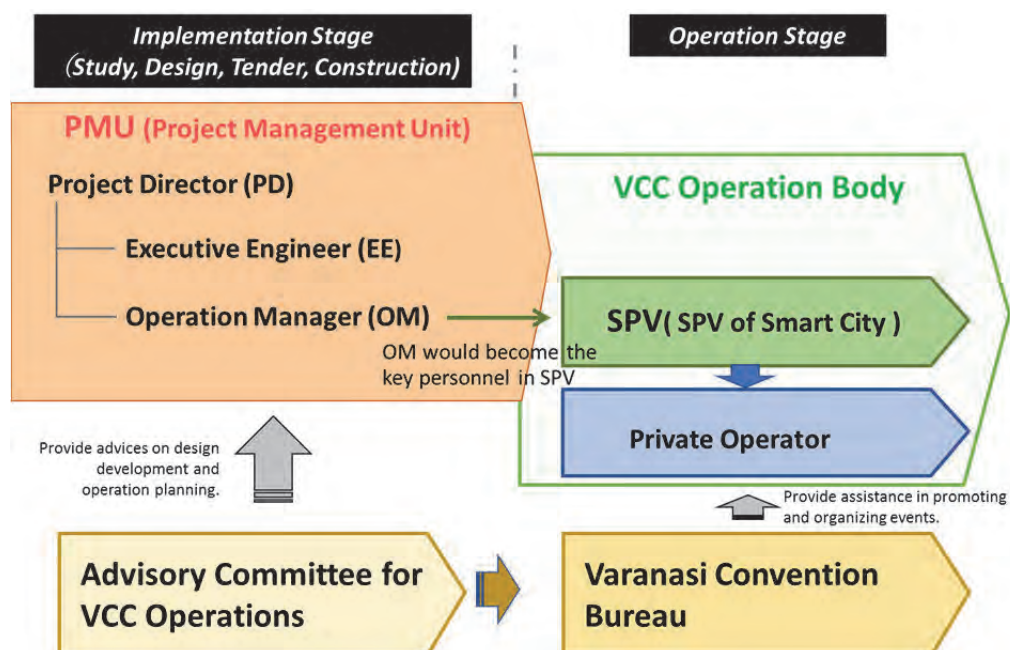 Implementation Stage
(Study, Design, Tender, Construction)
Operation Stage
PMU (Project Management Unit)
Project Director (PD)
Executive Engineer (EE)
Operation Manager (OM)
OM would become the
key personnel in SPV
VCC Operation Body
SPV( SPV of Smart City )
Private Operator
Provide advices on design
development and
operation planning.
Provide assistance in promoting
and organizing events.
Advisory Committee for
VCC Operations
Varanasi Convention
Bureau